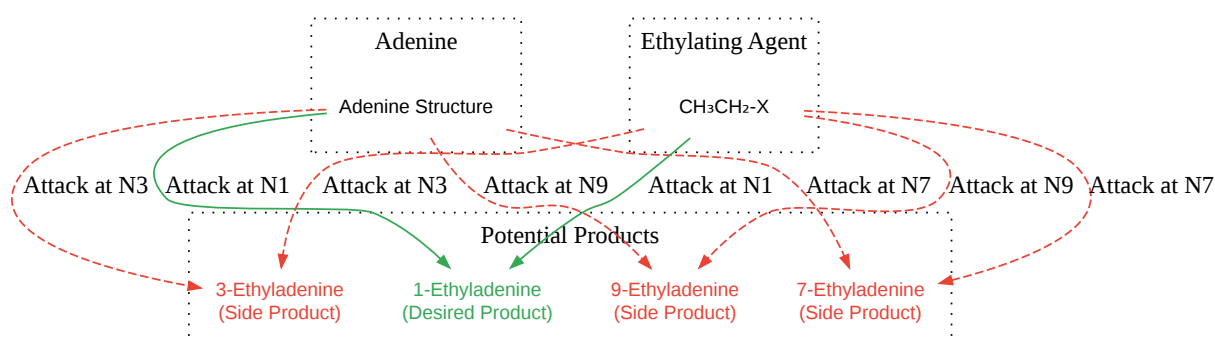 Adenine
Ethylating Agent
Adenine Structure
CH₃CH₂-X
Attack at N3
Attack at N1
Attack at N3
Attack at N9
Attack at N1
Attack at N7
Attack at N9
Attack at N7
Potential Products
3-Ethyladenine
(Side Product)
1-Ethyladenine
(Desired Product)
9-Ethyladenine
(Side Product)
7-Ethyladenine
(Side Product)